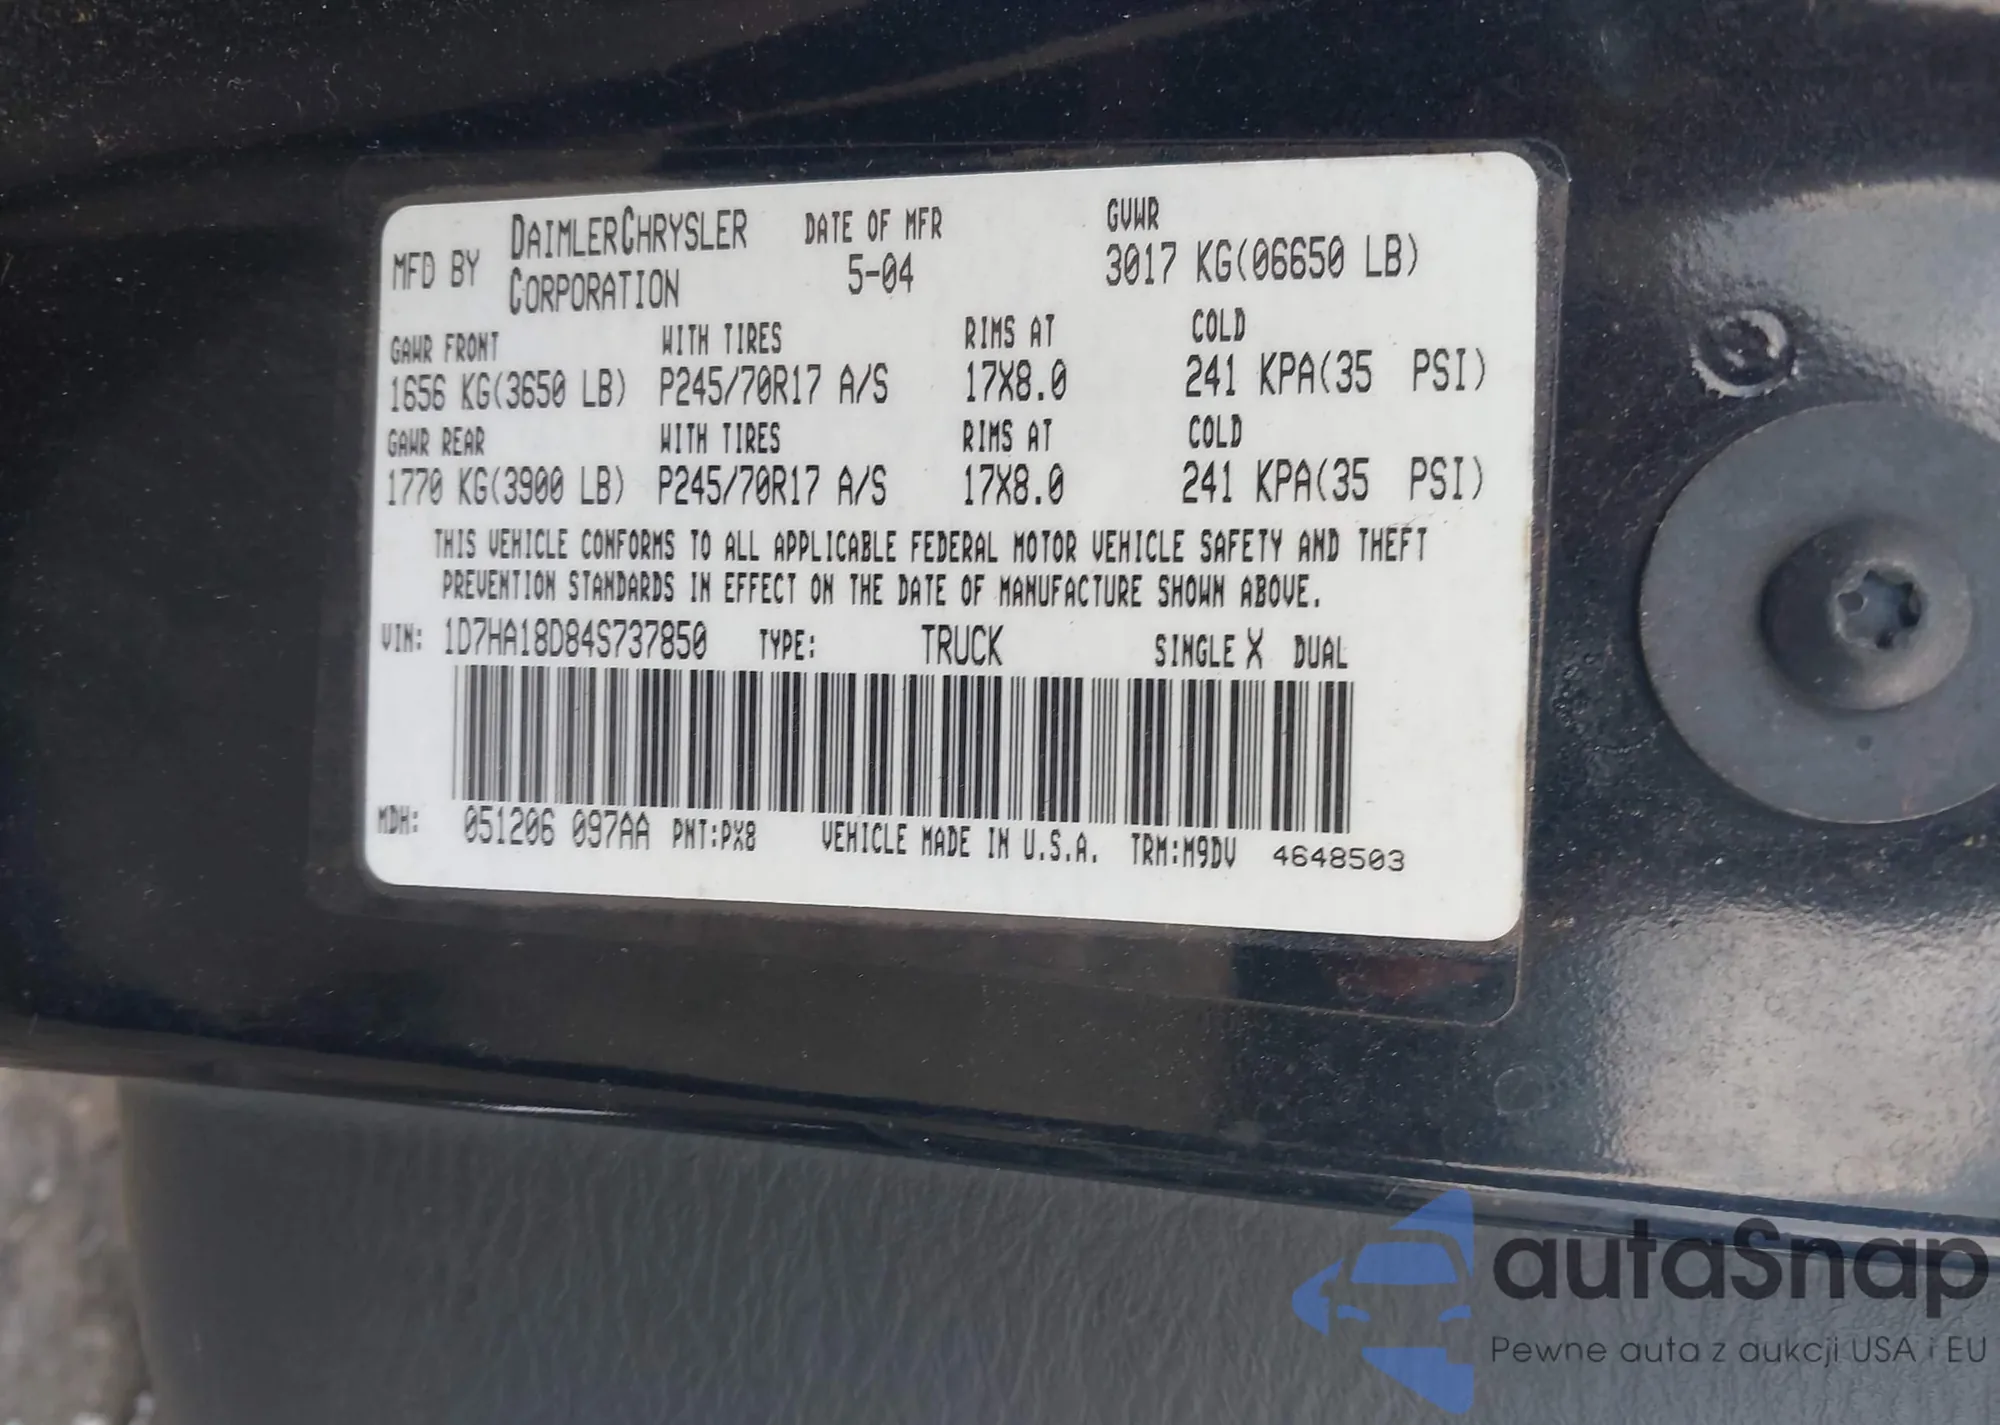 MFD BY DAIMLERCHRYSLER CORPORATION DATE OF MFR 5-04 GVWR 3017 KG(06650 LB)
GAWR FRONT WITH TIRES RIMS AT COLD
1656 KG(3650 LB) P245/70R17 A/S 17X8.0 241 KPA(35 PSI)
GAWR REAR WITH TIRES RIMS AT COLD
1770 KG(3900 LB) P245/70R17 A/S 17X8.0 241 KPA(35 PSI)
THIS VEHICLE CONFORMS TO ALL APPLICABLE FEDERAL MOTOR VEHICLE SAFETY AND THEFT
PREVENTION STANDARDS IN EFFECT ON THE DATE OF MANUFACTURE SHOWN ABOVE.
VIN: 1D7HA18D84S737850 TYPE: TRUCK SINGLE X DUAL
MDH: 051206 097AA PNT:PX8 VEHICLE MADE IN U.S.A. TRM:M9DV 4648503
autaSnap
Pewne auta z aukcji USA i EU